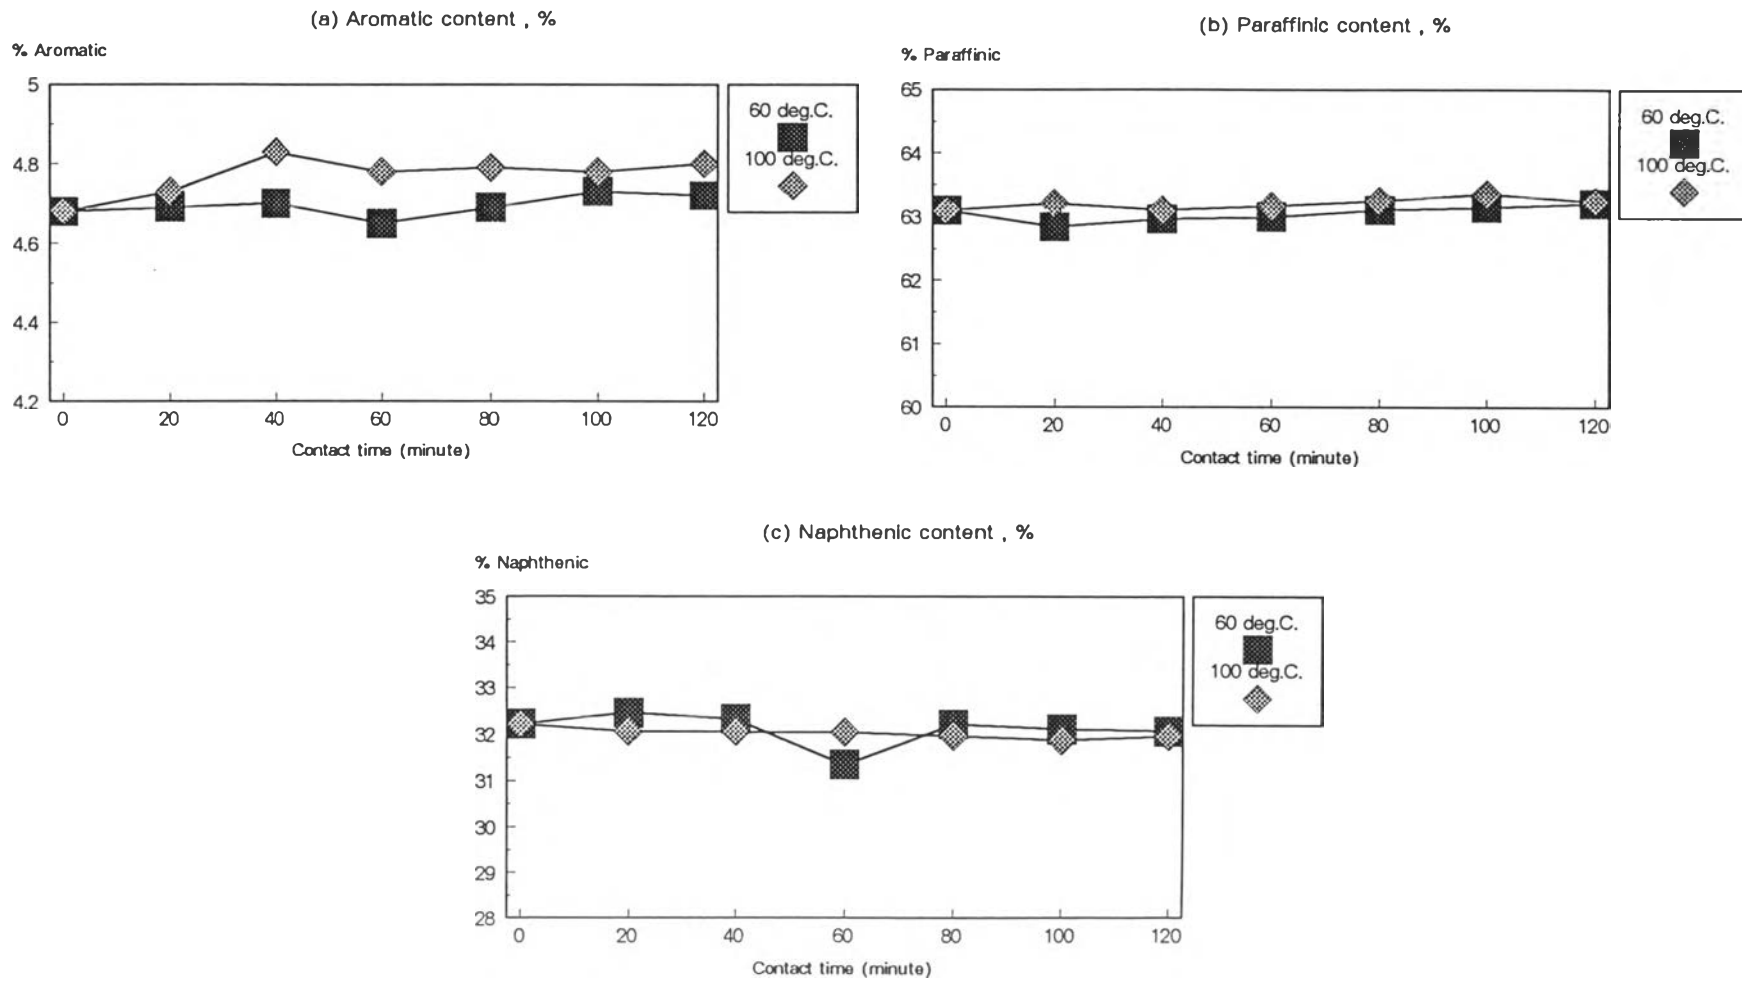 (a) Aromatic content , %
% Aromatic
5
4.8
4.6
4.4
4.2
0 20 40 60 80 100 120
Contact time (minute)
60 deg.C.
100 deg.C.
(b) Paraffinic content , %
% Paraffinic
65
64
63
62
61
60
0 20 40 60 80 100 120
Contact time (minute)
60 deg.C.
100 deg.C.
(c) Naphthenic content , %
% Naphthenic
35
34
33
32
31
30
29
28
0 20 40 60 80 100 120
Contact time (minute)
60 deg.C.
100 deg.C.